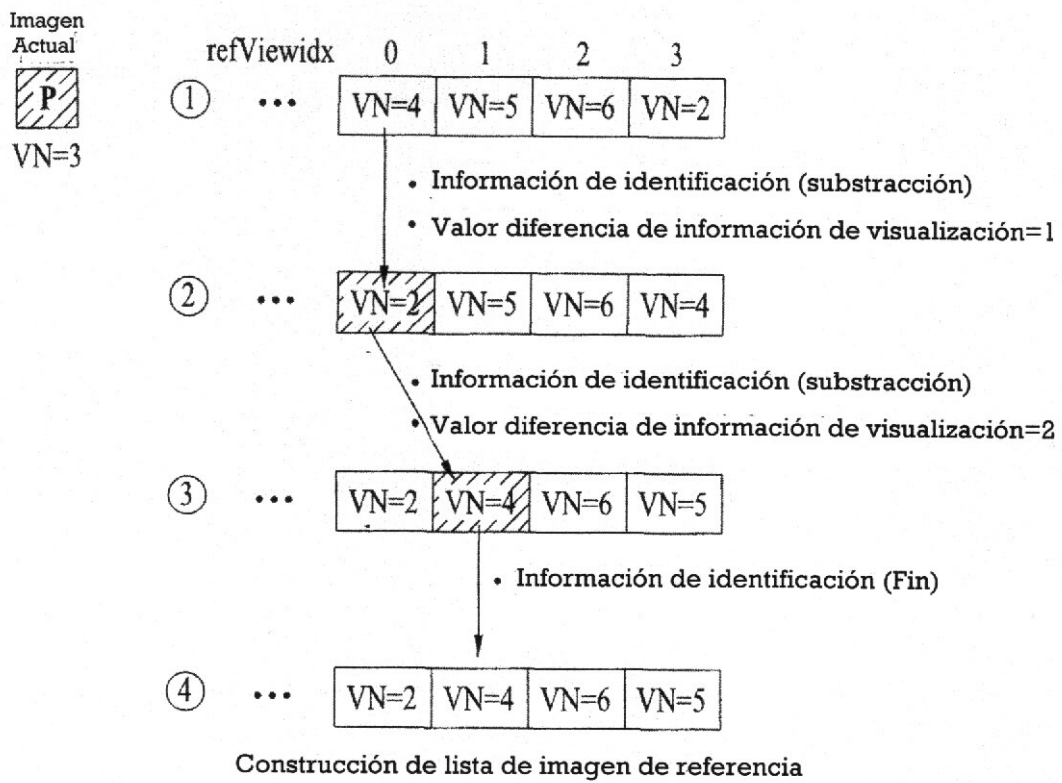 Imagen
Actual
P
VN=3
refViewidx 0 1 2 3
① ... VN=4 VN=5 VN=6 VN=2
• Información de identificación (substracción)
• Valor diferencia de información de visualización=1
② ... VN=2 VN=5 VN=6 VN=4
• Información de identificación (substracción)
• Valor diferencia de información de visualización=2
③ ... VN=2 VN=4 VN=6 VN=5
• Información de identificación (Fin)
④ ... VN=2 VN=4 VN=6 VN=5
Construcción de lista de imagen de referencia